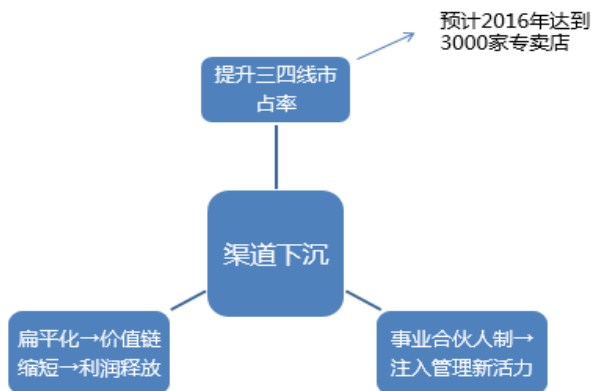 预计2016年达到
3000家专卖店
提升三四线市
占率
渠道下沉
扁平化→价值链
缩短→利润释放
事业合伙人制→
注入管理新活力